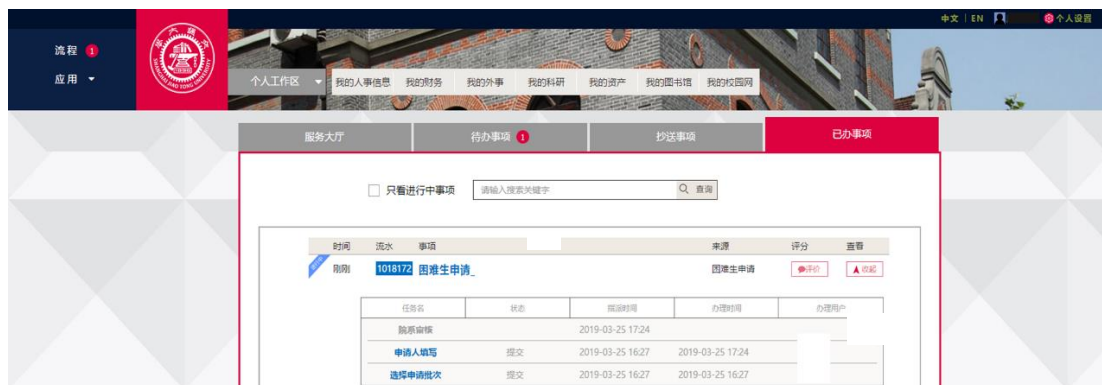 中文 | EN 个人设置
流程 1
应用
个人工作区 我的人事信息 我的财务 我的外事 我的科研 我的资产 我的图书馆 我的校园网
服务大厅 待办事项 1 抄送事项 已办事项
只看进行中事项 请输入搜索关键字 查询
时间 流水 事项 来源 评分 查看
刚刚 1018172 困难生申请_ 困难生申请 评价 收起
任务名 状态 指派时间 办理时间 办理用户
院系审核 2019-03-25 17:24
申请人填写 提交 2019-03-25 16:27 2019-03-25 17:24
选择申请批次 提交 2019-03-25 16:27 2019-03-25 16:27